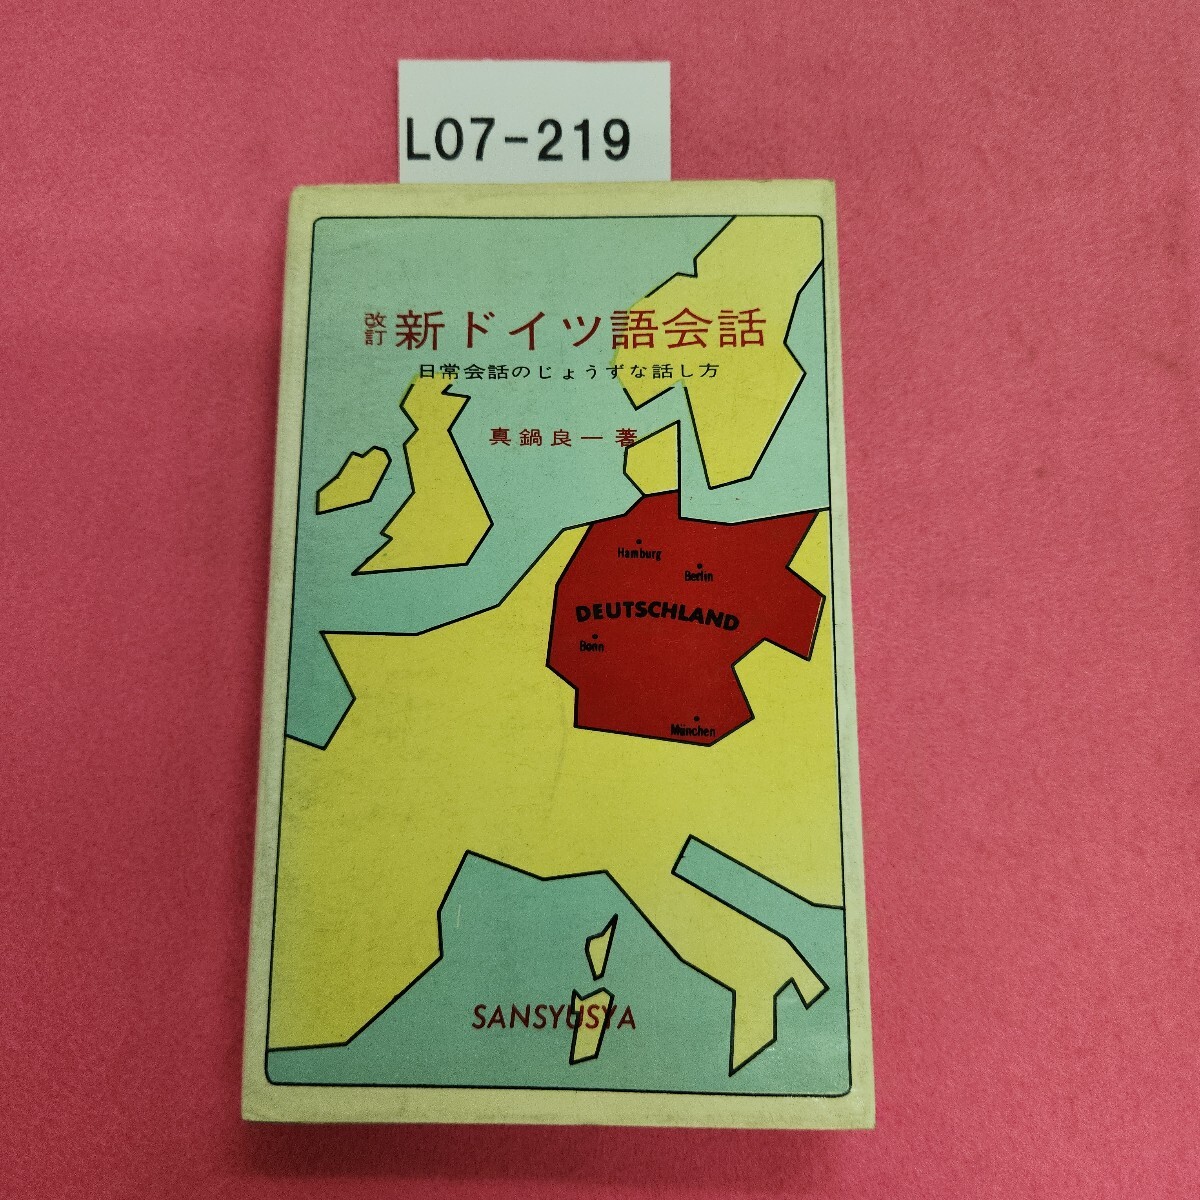 L07-219
改訂 新ドイツ語会話
日常会話のじょうずな話し方
真鍋良一著
Hamburg
Berlin
DEUTSCHLAND
Bonn
München
SANSYUSYA